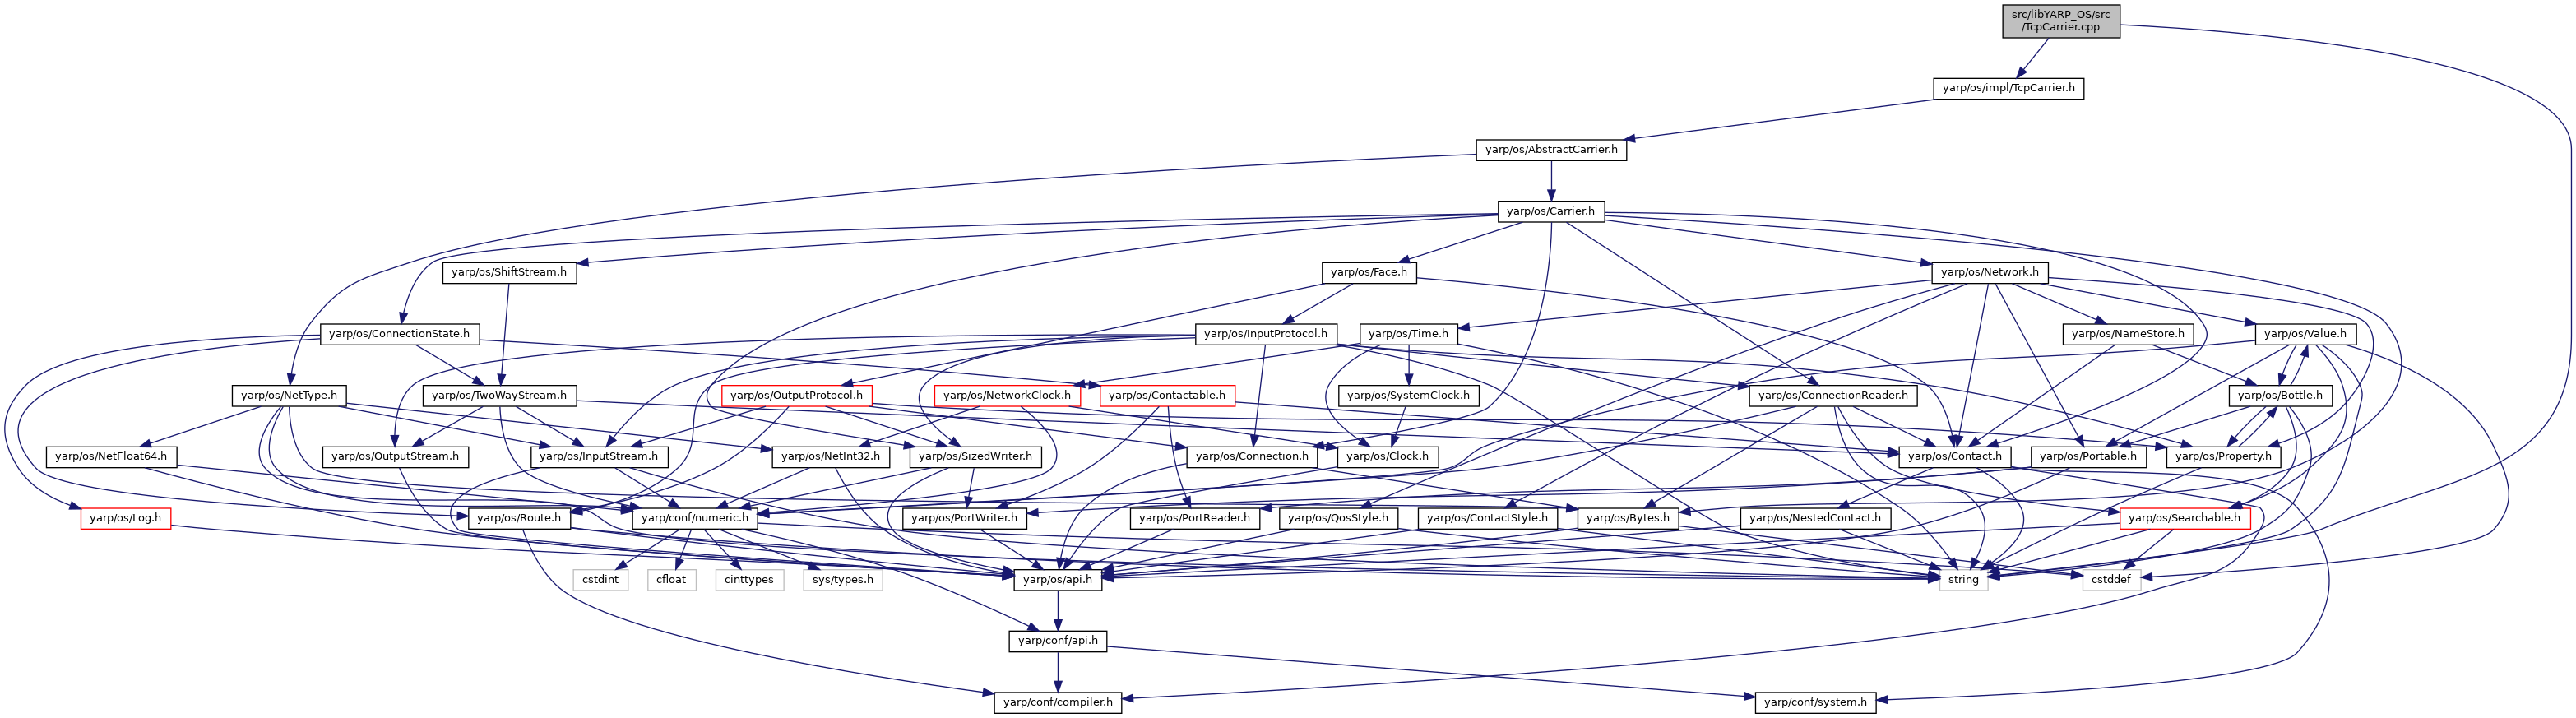 src/libYARP_OS/src
/TcpCarrier.cpp
yarp/os/impl/TcpCarrier.h
yarp/os/AbstractCarrier.h
yarp/os/Carrier.h
yarp/os/ShiftStream.h
yarp/os/Face.h
yarp/os/Network.h
yarp/os/ConnectionState.h
yarp/os/InputProtocol.h
yarp/os/Time.h
yarp/os/NameStore.h
yarp/os/Value.h
yarp/os/NetType.h
yarp/os/TwoWayStream.h
yarp/os/OutputProtocol.h
yarp/os/NetworkClock.h
yarp/os/Contactable.h
yarp/os/SystemClock.h
yarp/os/ConnectionReader.h
yarp/os/Bottle.h
yarp/os/NetFloat64.h
yarp/os/OutputStream.h
yarp/os/InputStream.h
yarp/os/NetInt32.h
yarp/os/SizedWriter.h
yarp/os/Connection.h
yarp/os/Clock.h
yarp/os/Contact.h
yarp/os/Portable.h
yarp/os/Property.h
yarp/os/Log.h
yarp/os/Route.h
yarp/conf/numeric.h
yarp/os/PortWriter.h
yarp/os/PortReader.h
yarp/os/QosStyle.h
yarp/os/ContactStyle.h
yarp/os/Bytes.h
yarp/os/NestedContact.h
yarp/os/Searchable.h
cstdint
cfloat
cinttypes
sys/types.h
yarp/os/api.h
string
cstddef
yarp/conf/api.h
yarp/conf/compiler.h
yarp/conf/system.h